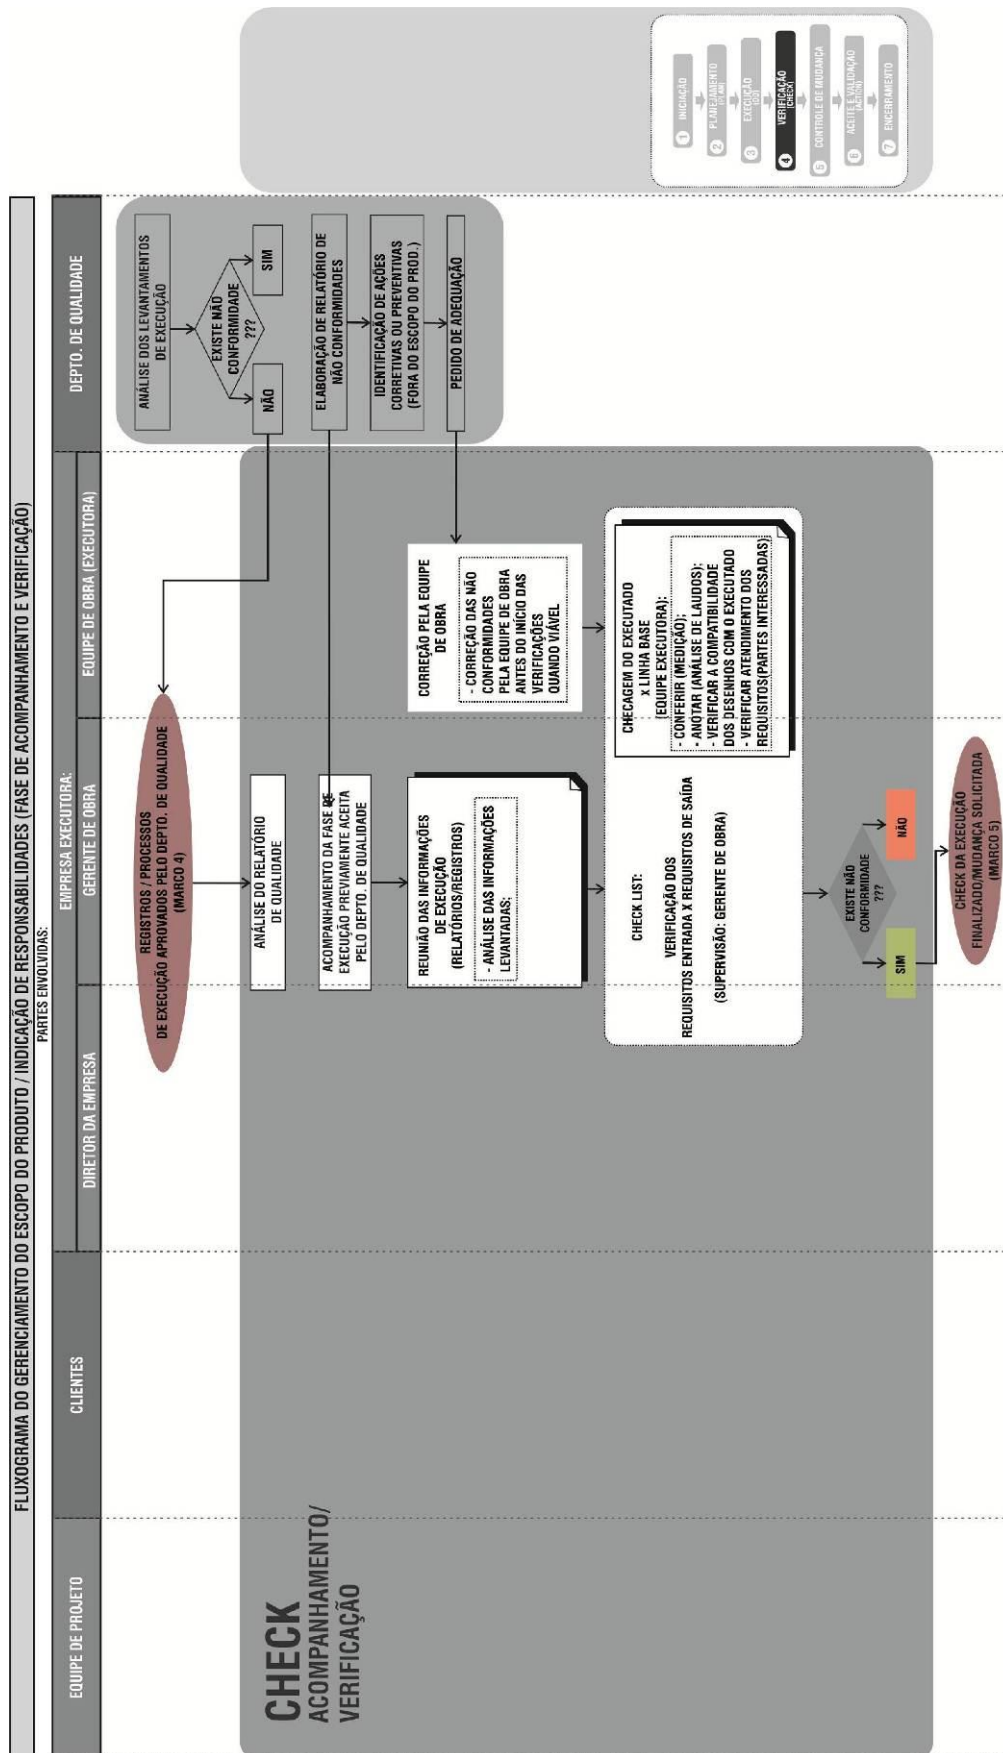 FLUXOGRAMA DO GERENCIAMENTO DO ESCOPO DO PRODUTO / INDICAÇÃO DE RESPONSABILIDADES (FASE DE ACOMPANHAMENTO E VERIFICAÇÃO)
PARTES ENVOLVIDAS:
EQUIPE DE PROJETO
CLIENTES
EMPRESA EXECUTORA:
DIRETOR DA EMPRESA
GERENTE DE OBRA
EQUIPE DE OBRA (EXECUTORA)
DEPTO. DE QUALIDADE
ANÁLISE DOS LEVANTAMENTOS
DE EXECUÇÃO
EXISTE NÃO
CONFORMIDADE
???
NÃO
SIM
ELABORAÇÃO DE RELATÓRIO DE
NÃO CONFORMIDADES
IDENTIFICAÇÃO DE AÇÕES
CORRETIVAS OU PREVENTIVAS
(FORA DO ESCOPO DO PROD.)
PEDIDO DE ADEQUAÇÃO
REGISTROS / PROCESSOS
DE EXECUÇÃO APROVADOS PELO DEPTO. DE QUALIDADE
(MARCO 4)
ANÁLISE DO RELATÓRIO
DE QUALIDADE
ACOMPANHAMENTO DA FASE DE
EXECUÇÃO PREVIAMENTE ACEITA
PELO DEPTO. DE QUALIDADE
REUNIÃO DAS INFORMAÇÕES
DE EXECUÇÃO
(RELATÓRIOS/REGISTROS)
- ANÁLISE DAS INFORMAÇÕES
LEVANTADAS;
CORREÇÃO PELA EQUIPE
DE OBRA
- CORREÇÃO DAS NÃO
CONFORMIDADES
PELA EQUIPE DE OBRA
ANTES DO INÍCIO DAS
VERIFICAÇÕES
QUANDO VIÁVEL
CHECK LIST:
VERIFICAÇÃO DOS
REQUISITOS ENTRADA X REQUISITOS DE SAÍDA
(SUPERVISÃO: GERENTE DE OBRA)
CHECAGEM DO EXECUTADO
x LINHA BASE
(EQUIPE EXECUTORA):
- CONFERIR (MEDIÇÃO);
- ANOTAR (ANÁLISE DE LAUDOS);
- VERIFICAR A COMPATIBILIDADE
DOS DESENHOS COM O EXECUTADO
- VERIFICAR ATENDIMENTO DOS
REQUISITOS(PARTES INTERESSADAS)
EXISTE NÃO
CONFORMIDADE
???
SIM
NÃO
CHECK DA EXECUÇÃO
FINALIZADO/MUDANÇA SOLICITADA
(MARCO 5)
CHECK
ACOMPANHAMENTO/
VERIFICAÇÃO
1 INICIAÇÃO
2 PLANEJAMENTO
(PLAN)
3 EXECUÇÃO
(DO)
4 VERIFICAÇÃO
(CHECK)
5 CONTROLE DE MUDANÇA
6 ACEITE E VALIDAÇÃO
(ACTION)
7 ENCERRAMENTO